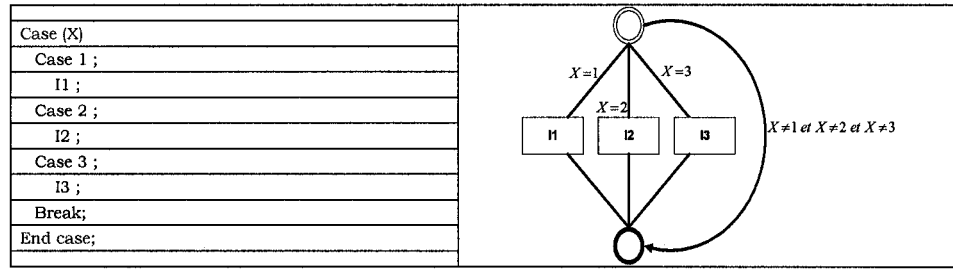 Case (X)
Case 1 ;
I1 ;
Case 2 ;
I2 ;
Case 3 ;
I3 ;
Break;
End case;
X=1
X=3
X=2
I1
I2
I3
X≠1 et X≠2 et X≠3